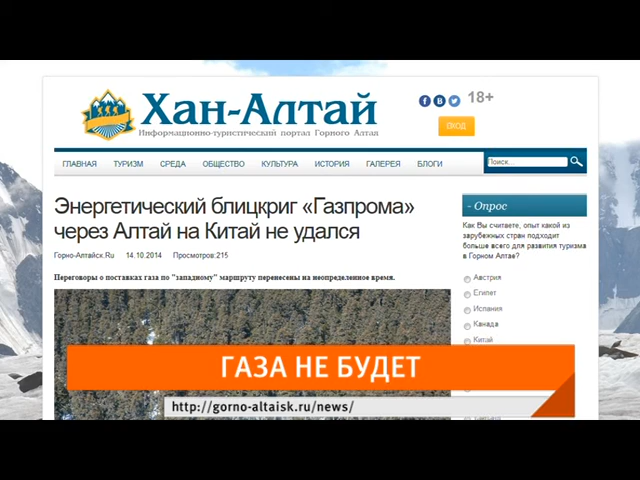 Хан-Алтай
Информационно-туристический портал Горного Алтая
18+
ВХОД
ГЛАВНАЯ ТУРИЗМ СРЕДА ОБЩЕСТВО КУЛЬТУРА ИСТОРИЯ ГАЛЕРЕЯ БЛОГИ
Поиск...
Энергетический блицкриг «Газпрома»
через Алтай на Китай не удался
Горно-Алтайск.Ru 14.10.2014 Просмотров:215
Переговоры о поставках газа по "западному" маршруту перенесены на неопределенное время.
- Опрос
Как Вы считаете, опыт какой из
зарубежных стран подходит
больше всего для развития туризма
в Горном Алтае?
Австрия
Египет
Испания
Канада
Китай
ГАЗА НЕ БУДЕТ
http://gorno-altaisk.ru/news/